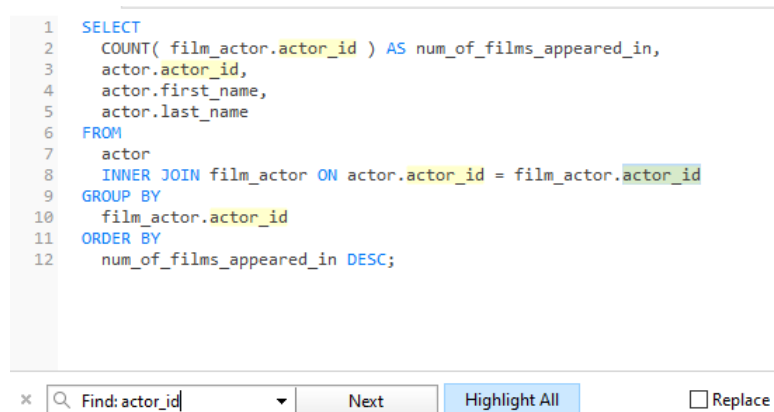 1 SELECT
2 COUNT( film_actor.actor_id ) AS num_of_films_appeared_in,
3 actor.actor_id,
4 actor.first_name,
5 actor.last_name
6 FROM
7 actor
8 INNER JOIN film_actor ON actor.actor_id = film_actor.actor_id
9 GROUP BY
10 film_actor.actor_id
11 ORDER BY
12 num_of_films_appeared_in DESC;
Find: actor_id Next Highlight All Replace